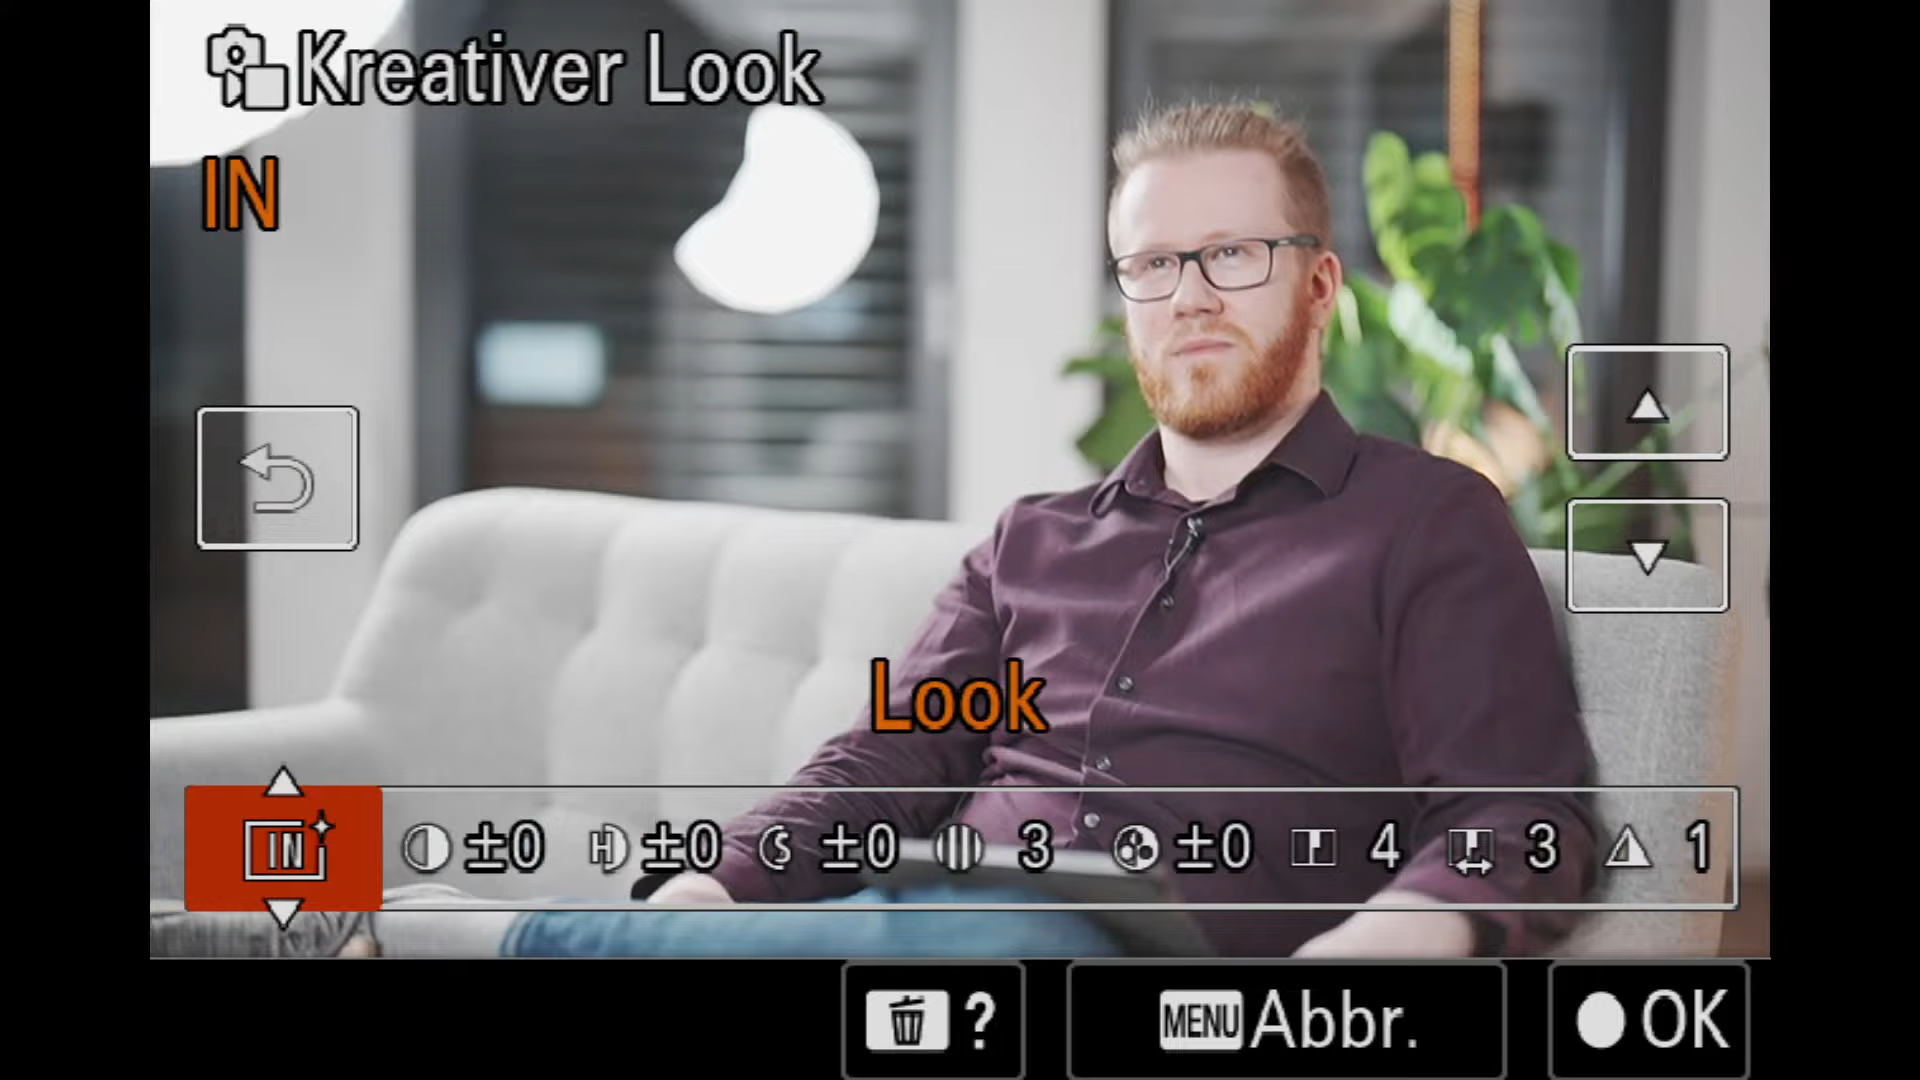 Kreativer Look
IN
Look
IN ±0 H ±0 S ±0 3 ±0 4 3 1
? MENU Abbr. OK